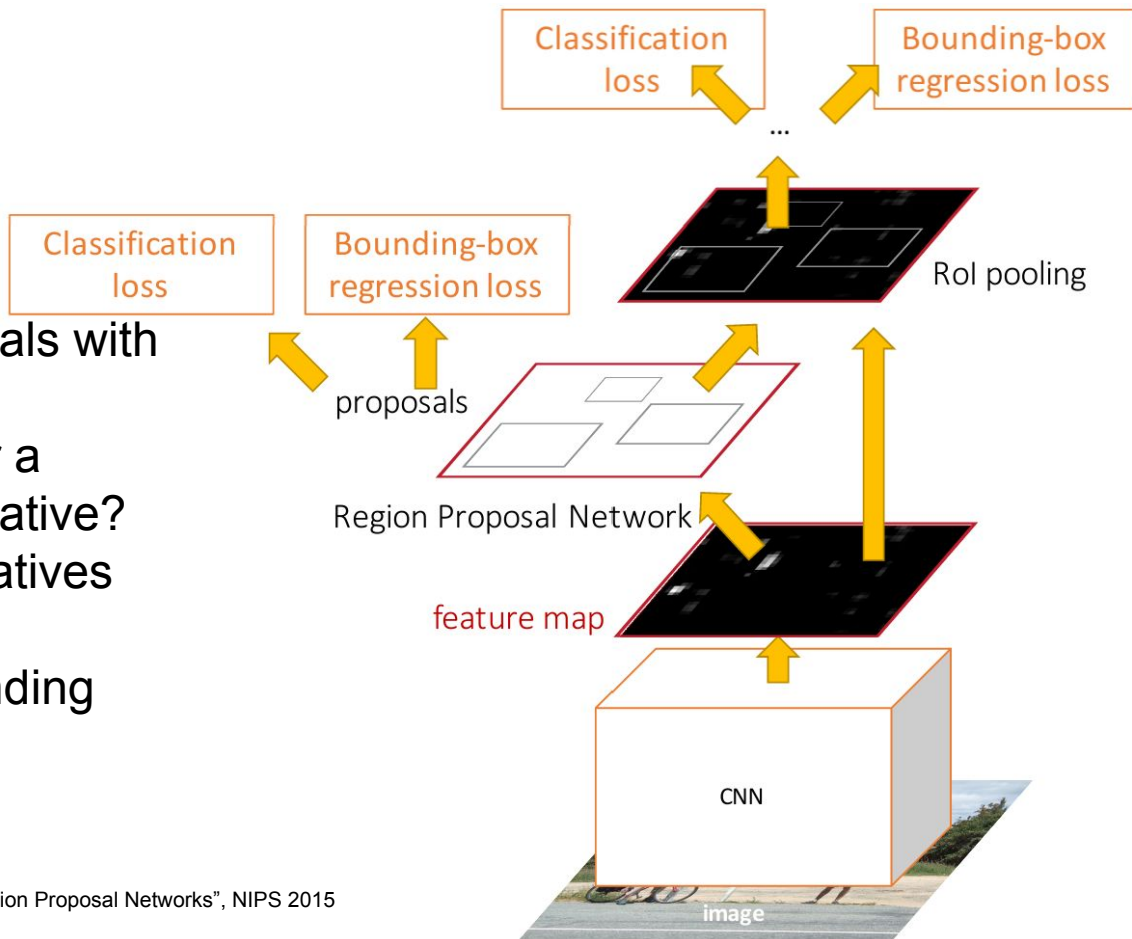 Classification
loss
Bounding-box
regression loss
...
Classification
loss
Bounding-box
regression loss
RoI pooling
als with
proposals
a
ative?
Region Proposal Network
atives
feature map
nding
CNN
ion Proposal Networks”, NIPS 2015
image